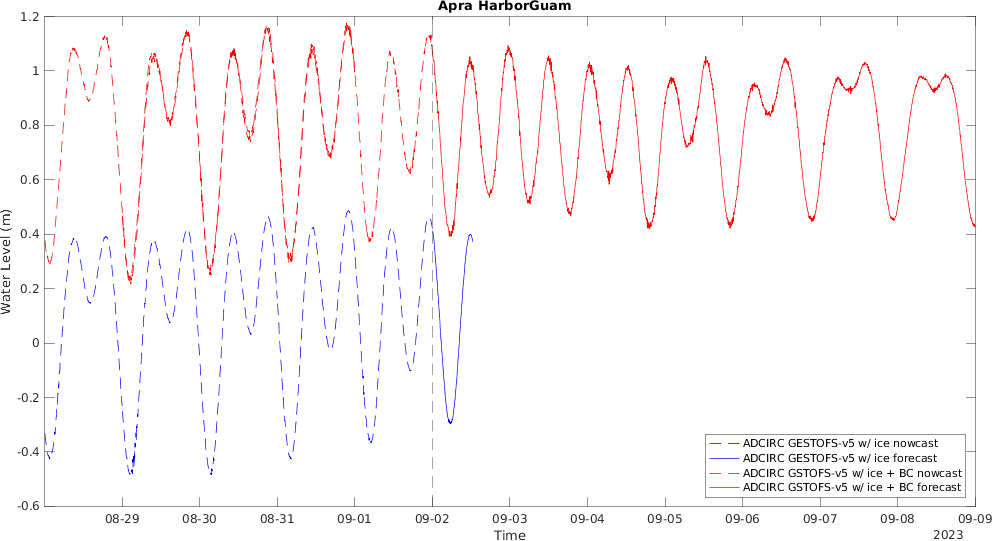 Apra HarborGuam
1.2
1
0.8
0.6
0.4
0.2
0
-0.2
-0.4
-0.6
Water Level (m)
ADCIRC GESTOFS-v5 w/ ice nowcast
ADCIRC GESTOFS-v5 w/ ice forecast
ADCIRC GSTOFS-v5 w/ ice + BC nowcast
ADCIRC GSTOFS-v5 w/ ice + BC forecast
08-29 08-30 08-31 09-01 09-02 09-03 09-04 09-05 09-06 09-07 09-08 09-09
Time
2023